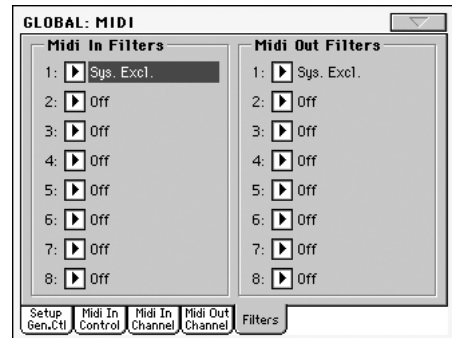 GLOBAL: MIDI
Midi In Filters
1: Sys. Excl.
2: Off
3: Off
4: Off
5: Off
6: Off
7: Off
8: Off
Midi Out Filters
1: Sys. Excl.
2: Off
3: Off
4: Off
5: Off
6: Off
7: Off
8: Off
Setup Gen.Ctl
Midi In Control
Midi In Channel
Midi Out Channel
Filters